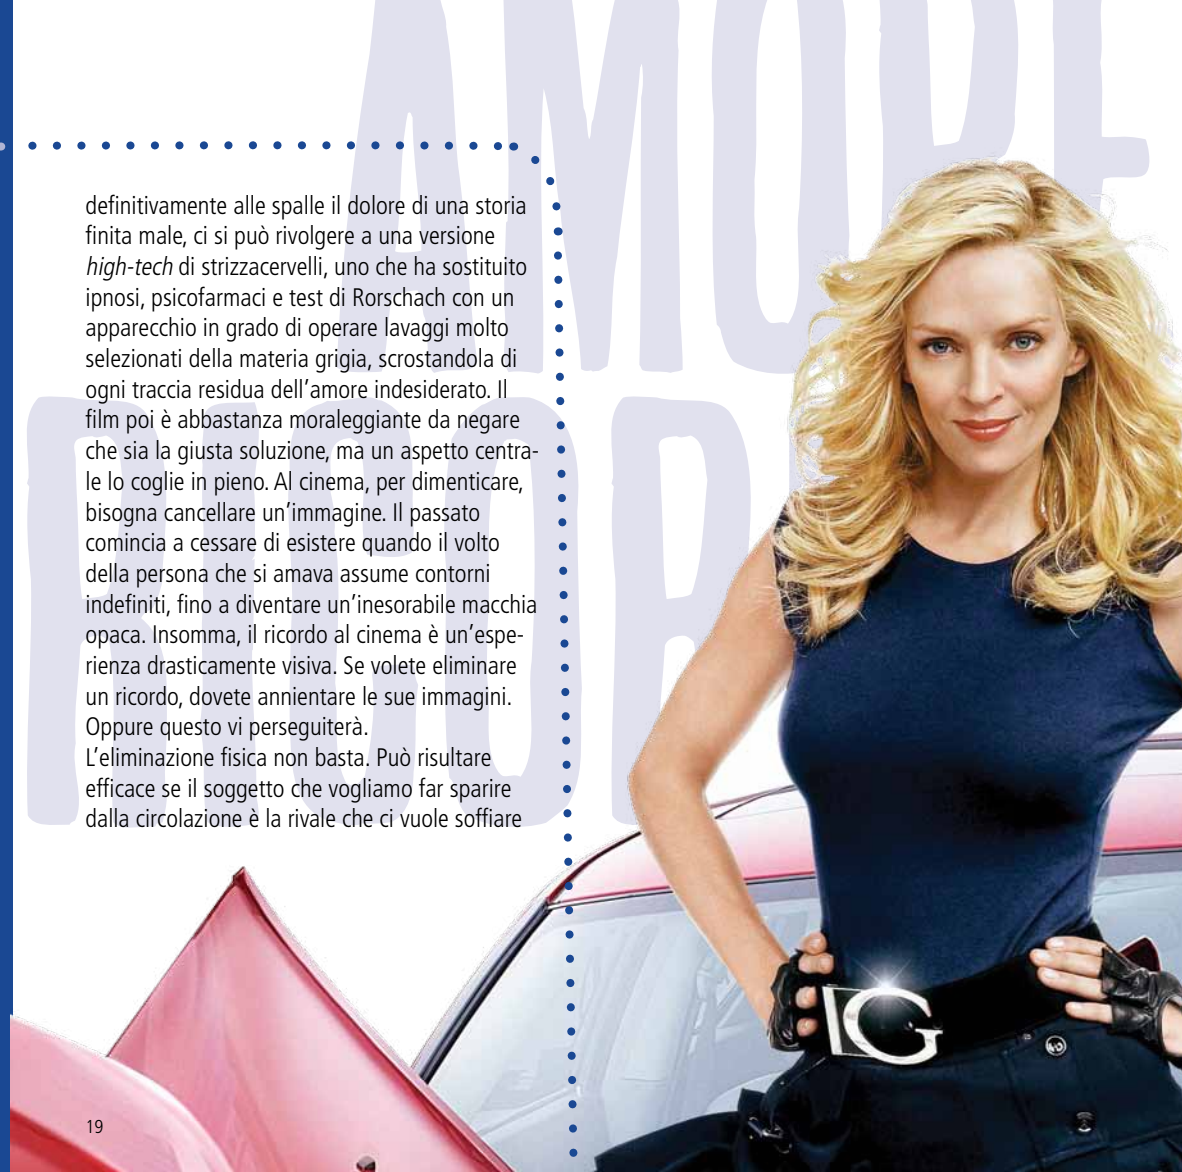 AMORE
RICOR
definitivamente alle spalle il dolore di una storia
finita male, ci si può rivolgere a una versione
high-tech di strizzacervelli, uno che ha sostituito
ipnosi, psicofarmaci e test di Rorschach con un
apparecchio in grado di operare lavaggi molto
selezionati della materia grigia, scrostandola di
ogni traccia residua dell’amore indesiderato. Il
film poi è abbastanza moraleggiante da negare
che sia la giusta soluzione, ma un aspetto centra-
le lo coglie in pieno. Al cinema, per dimenticare,
bisogna cancellare un’immagine. Il passato
comincia a cessare di esistere quando il volto
della persona che si amava assume contorni
indefiniti, fino a diventare un’inesorabile macchia
opaca. Insomma, il ricordo al cinema è un’espe-
rienza drasticamente visiva. Se volete eliminare
un ricordo, dovete annientare le sue immagini.
Oppure questo vi perseguiterà.
L’eliminazione fisica non basta. Può risultare
efficace se il soggetto che vogliamo far sparire
dalla circolazione è la rivale che ci vuole soffiare
G
19